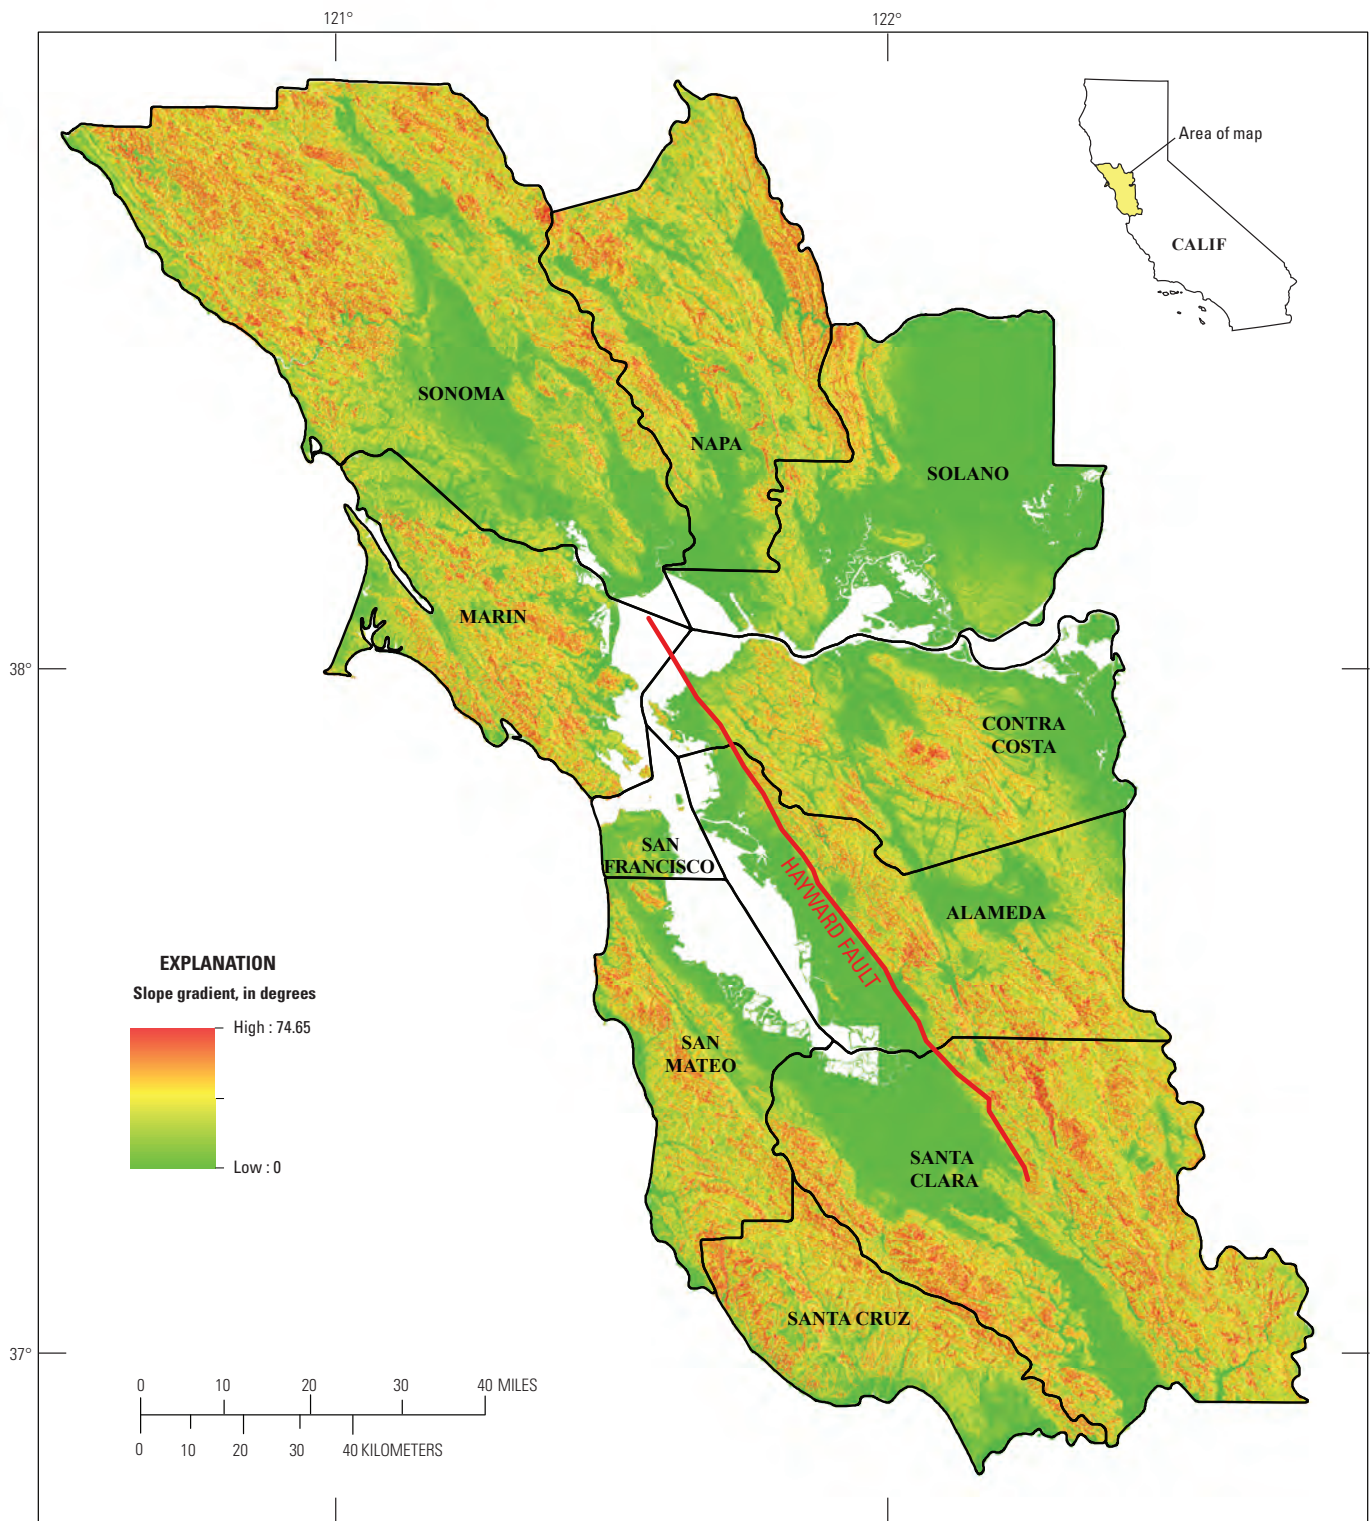 121°
122°
Area of map
CALIF
SONOMA
NAPA
SOLANO
MARIN
38°
CONTRA
COSTA
SAN
FRANCISCO
HAYWARD FAULT
ALAMEDA
EXPLANATION
Slope gradient, in degrees
High : 74.65
Low : 0
SAN
MATEO
SANTA
CLARA
SANTA CRUZ
37°
0 10 20 30 40 MILES
0 10 20 30 40 KILOMETERS